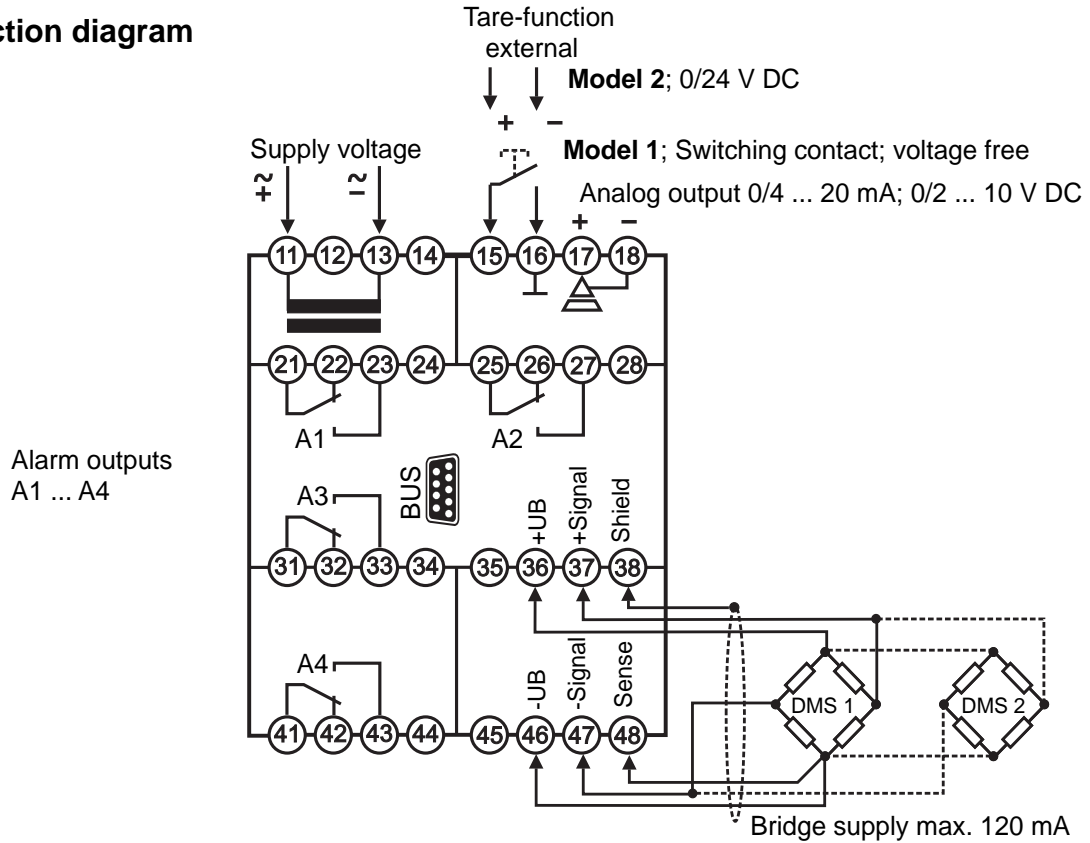 ction diagram
Tare-function
external
Model 2; 0/24 V DC
+ −
Supply voltage
Model 1; Switching contact; voltage free
Analog output 0/4 ... 20 mA; 0/2 ... 10 V DC
~ ~
+ −
+ −
11 12 13 14 15 16 17 18
21 22 23 24 25 26 27 28
A1 A2
Alarm outputs
A1 ... A4
A3
BUS
+UB
+Signal
Shield
31 32 33 34 35 36 37 38
A4
-UB
-Signal
Sense
DMS 1 DMS 2
41 42 43 44 45 46 47 48
Bridge supply max. 120 mA